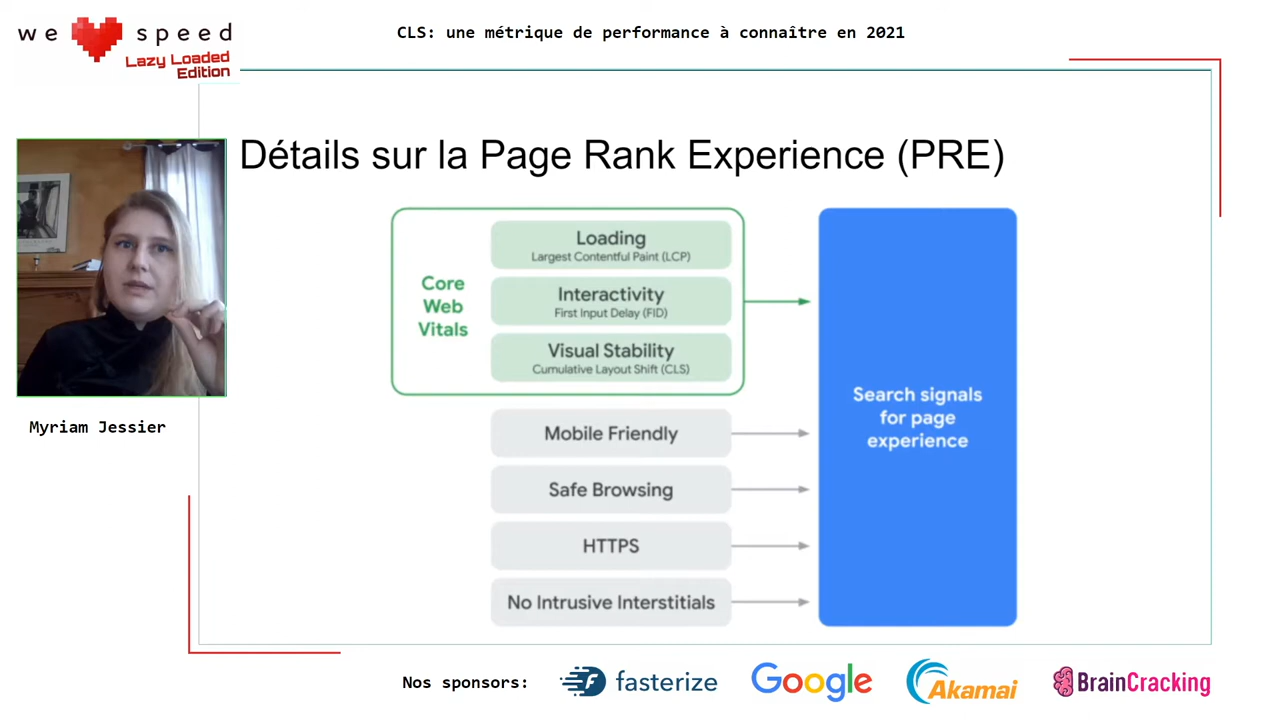 we speed
Lazy Loaded
Edition
CLS: une métrique de performance à connaître en 2021
Détails sur la Page Rank Experience (PRE)
Core
Web
Vitals
Loading
Largest Contentful Paint (LCP)
Interactivity
First Input Delay (FID)
Visual Stability
Cumulative Layout Shift (CLS)
Mobile Friendly
Safe Browsing
HTTPS
No Intrusive Interstitials
Search signals
for page
experience
Myriam Jessier
Nos sponsors:
fasterize
Google
Akamai
BrainCracking